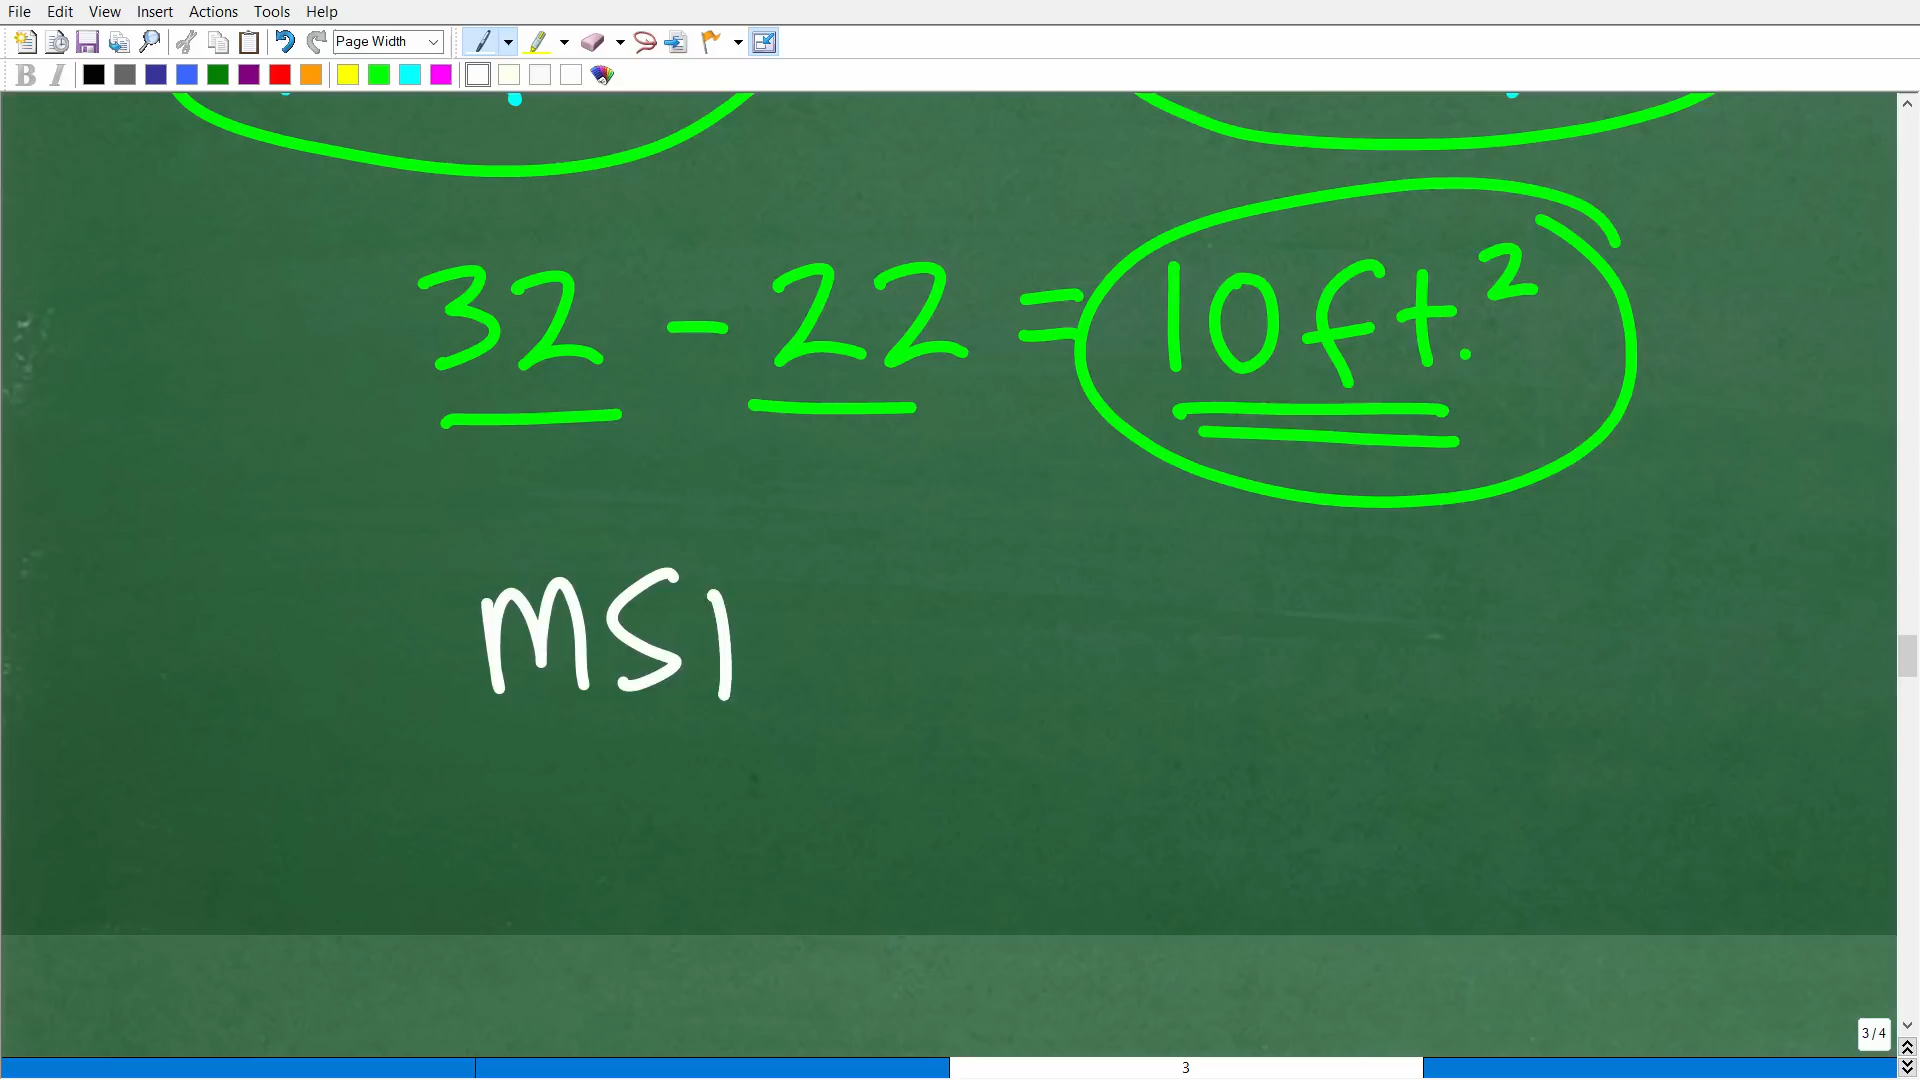 File Edit View Insert Actions Tools Help
Page Width
B I
32 - 22 = 10 ft.²
MSI
3 / 4
3